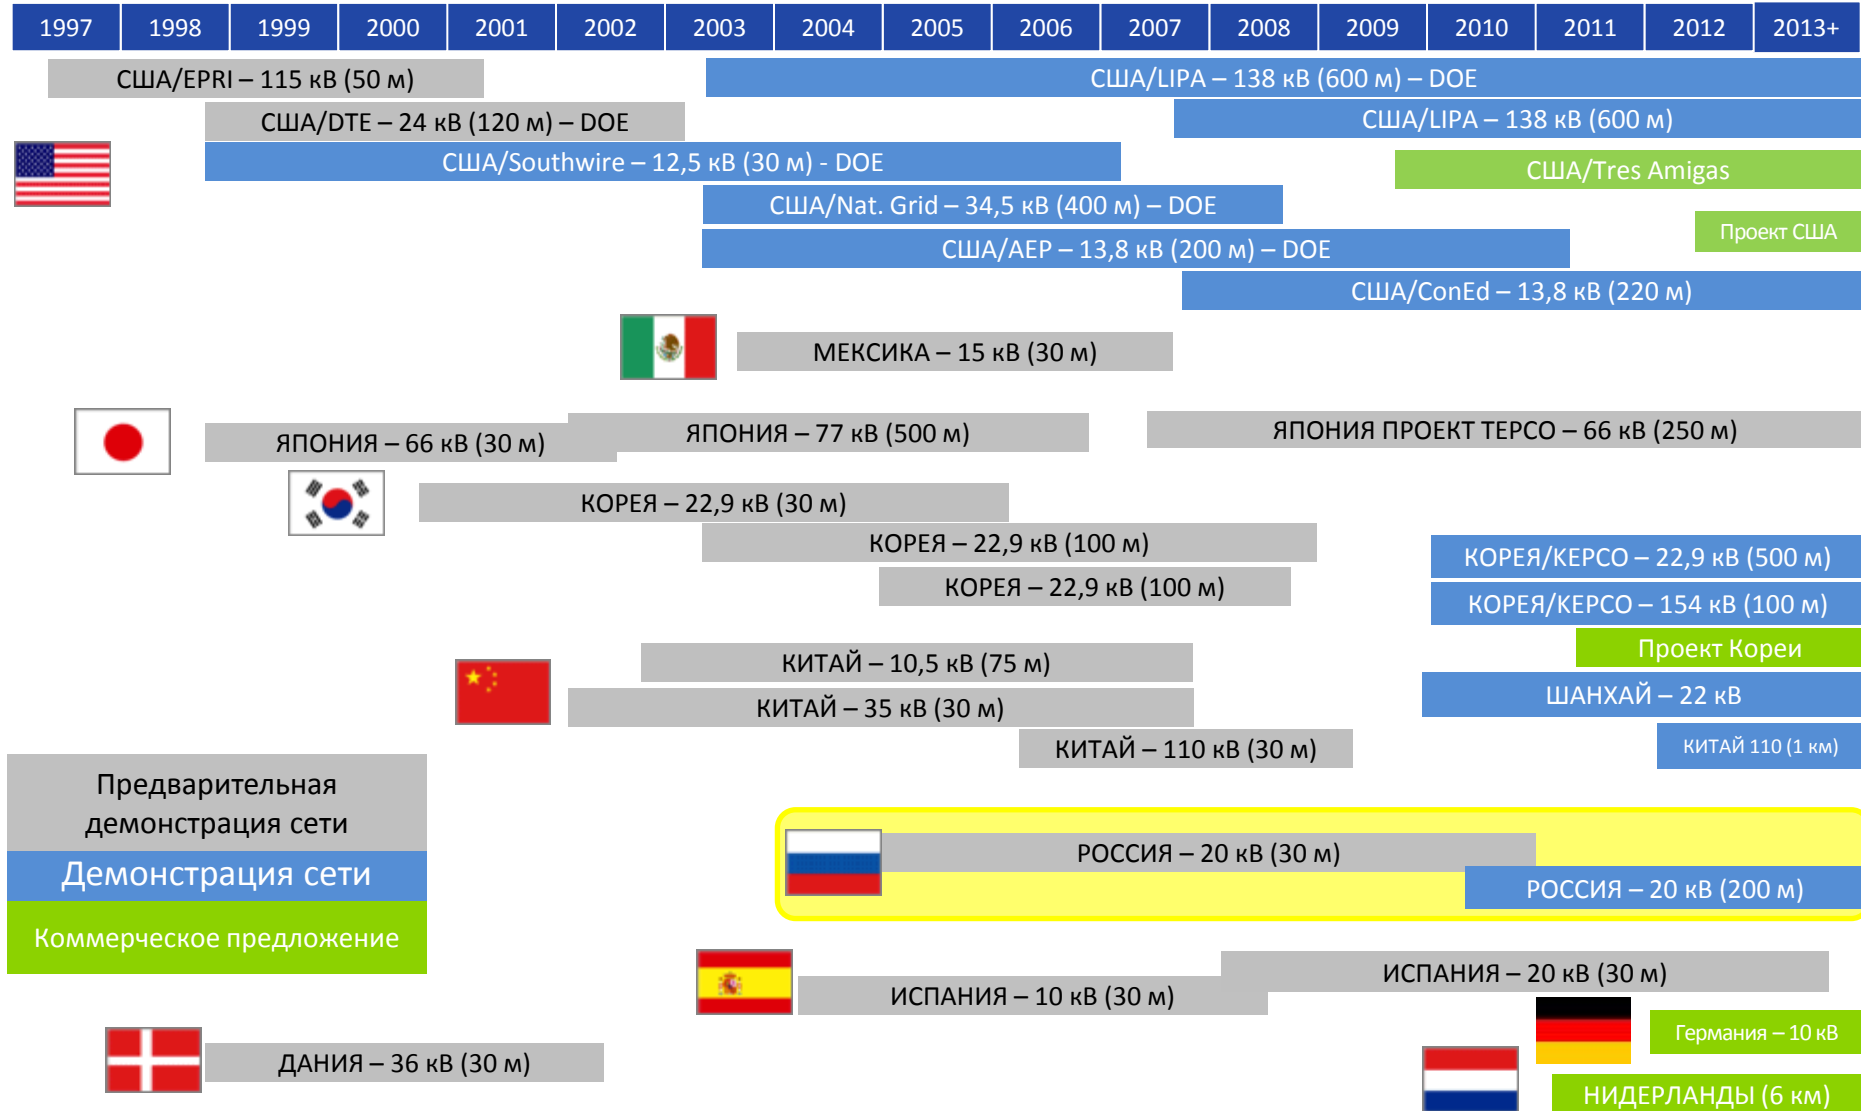 1997 1998 1999 2000 2001 2002 2003 2004 2005 2006 2007 2008 2009 2010 2011 2012 2013+
США/EPRI – 115 кВ (50 м)
США/LIPA – 138 кВ (600 м) – DOE
США/DTE – 24 кВ (120 м) – DOE
США/LIPA – 138 кВ (600 м)
США/Southwire – 12,5 кВ (30 м) - DOE
США/Tres Amigas
США/Nat. Grid – 34,5 кВ (400 м) – DOE
Проект США
США/AEP – 13,8 кВ (200 м) – DOE
США/ConEd – 13,8 кВ (220 м)
МЕКСИКА – 15 кВ (30 м)
ЯПОНИЯ – 66 кВ (30 м)
ЯПОНИЯ – 77 кВ (500 м)
ЯПОНИЯ ПРОЕКТ ТЕРСО – 66 кВ (250 м)
КОРЕЯ – 22,9 кВ (30 м)
КОРЕЯ – 22,9 кВ (100 м)
КОРЕЯ/KEPCO – 22,9 кВ (500 м)
КОРЕЯ – 22,9 кВ (100 м)
КОРЕЯ/KEPCO – 154 кВ (100 м)
Проект Кореи
КИТАЙ – 10,5 кВ (75 м)
КИТАЙ – 35 кВ (30 м)
ШАНХАЙ – 22 кВ
КИТАЙ – 110 кВ (30 м)
КИТАЙ 110 (1 км)
Предварительная
демонстрация сети
Демонстрация сети
Коммерческое предложение
РОССИЯ – 20 кВ (30 м)
РОССИЯ – 20 кВ (200 м)
ИСПАНИЯ – 20 кВ (30 м)
ИСПАНИЯ – 10 кВ (30 м)
Германия – 10 кВ
ДАНИЯ – 36 кВ (30 м)
НИДЕРЛАНДЫ (6 км)